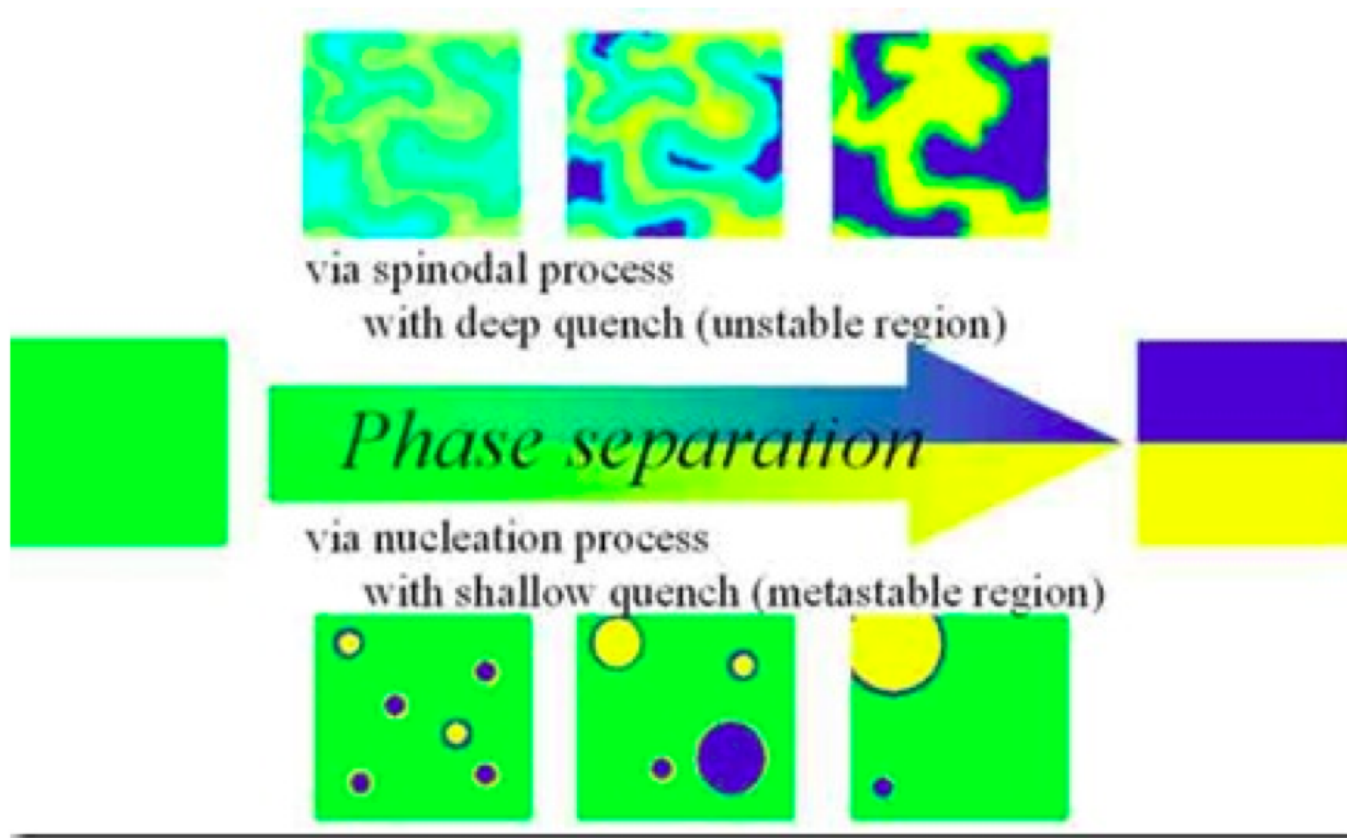 via spinodal process
with deep quench (unstable region)
Phase separation
via nucleation process
with shallow quench (metastable region)